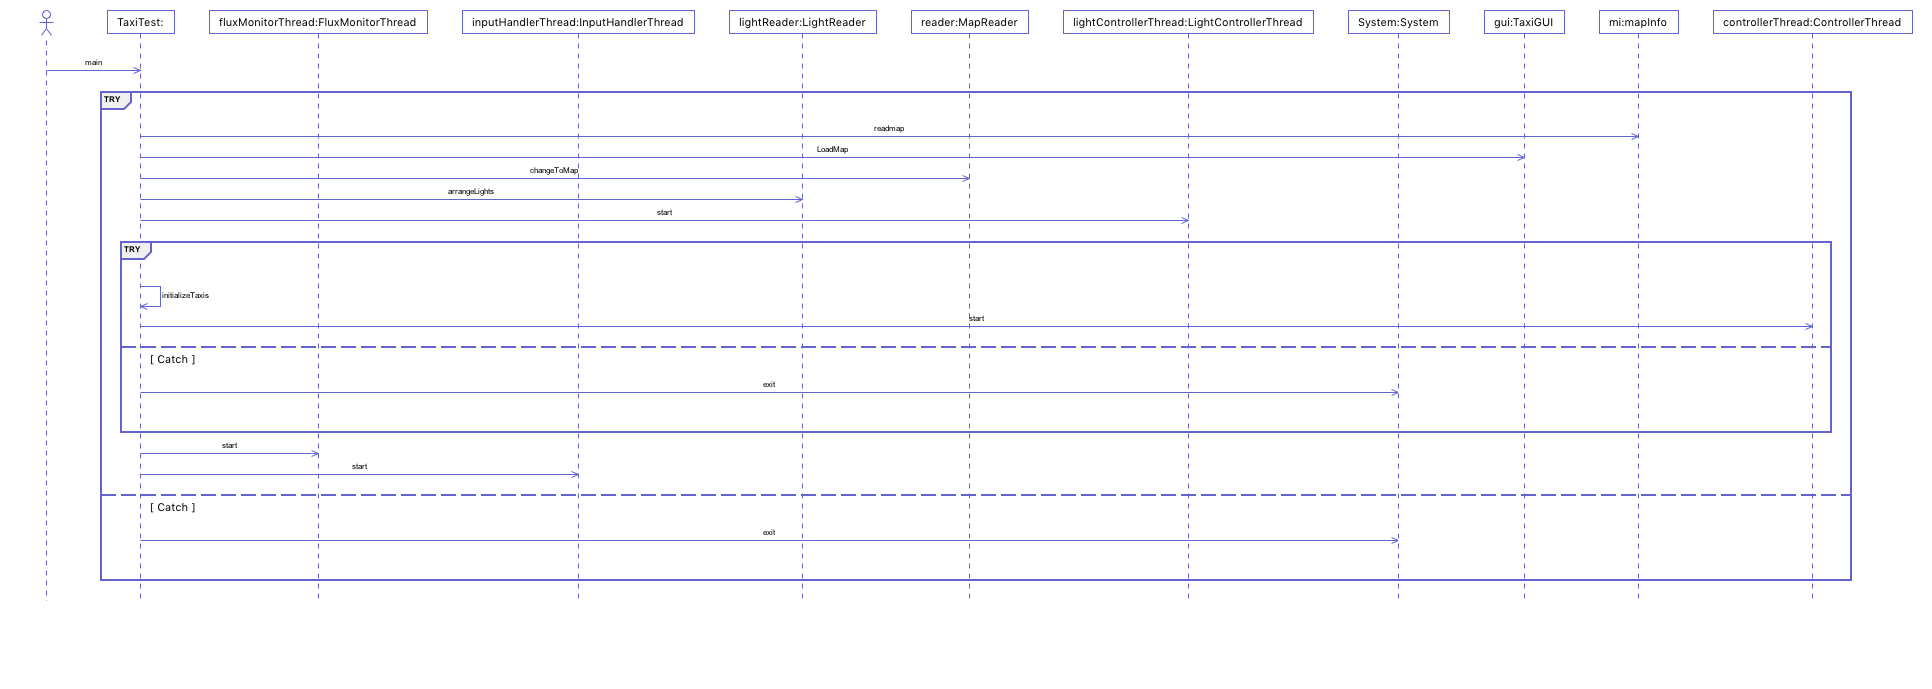 TaxiTest:
fluxMonitorThread:FluxMonitorThread
inputHandlerThread:InputHandlerThread
lightReader:LightReader
reader:MapReader
lightControllerThread:LightControllerThread
System:System
gui:TaxiGUI
mi:mapInfo
controllerThread:ControllerThread
main
TRY
readmap
LoadMap
changeToMap
arrangeLights
start
TRY
initializeTaxis
start
[ Catch ]
exit
start
start
[ Catch ]
exit